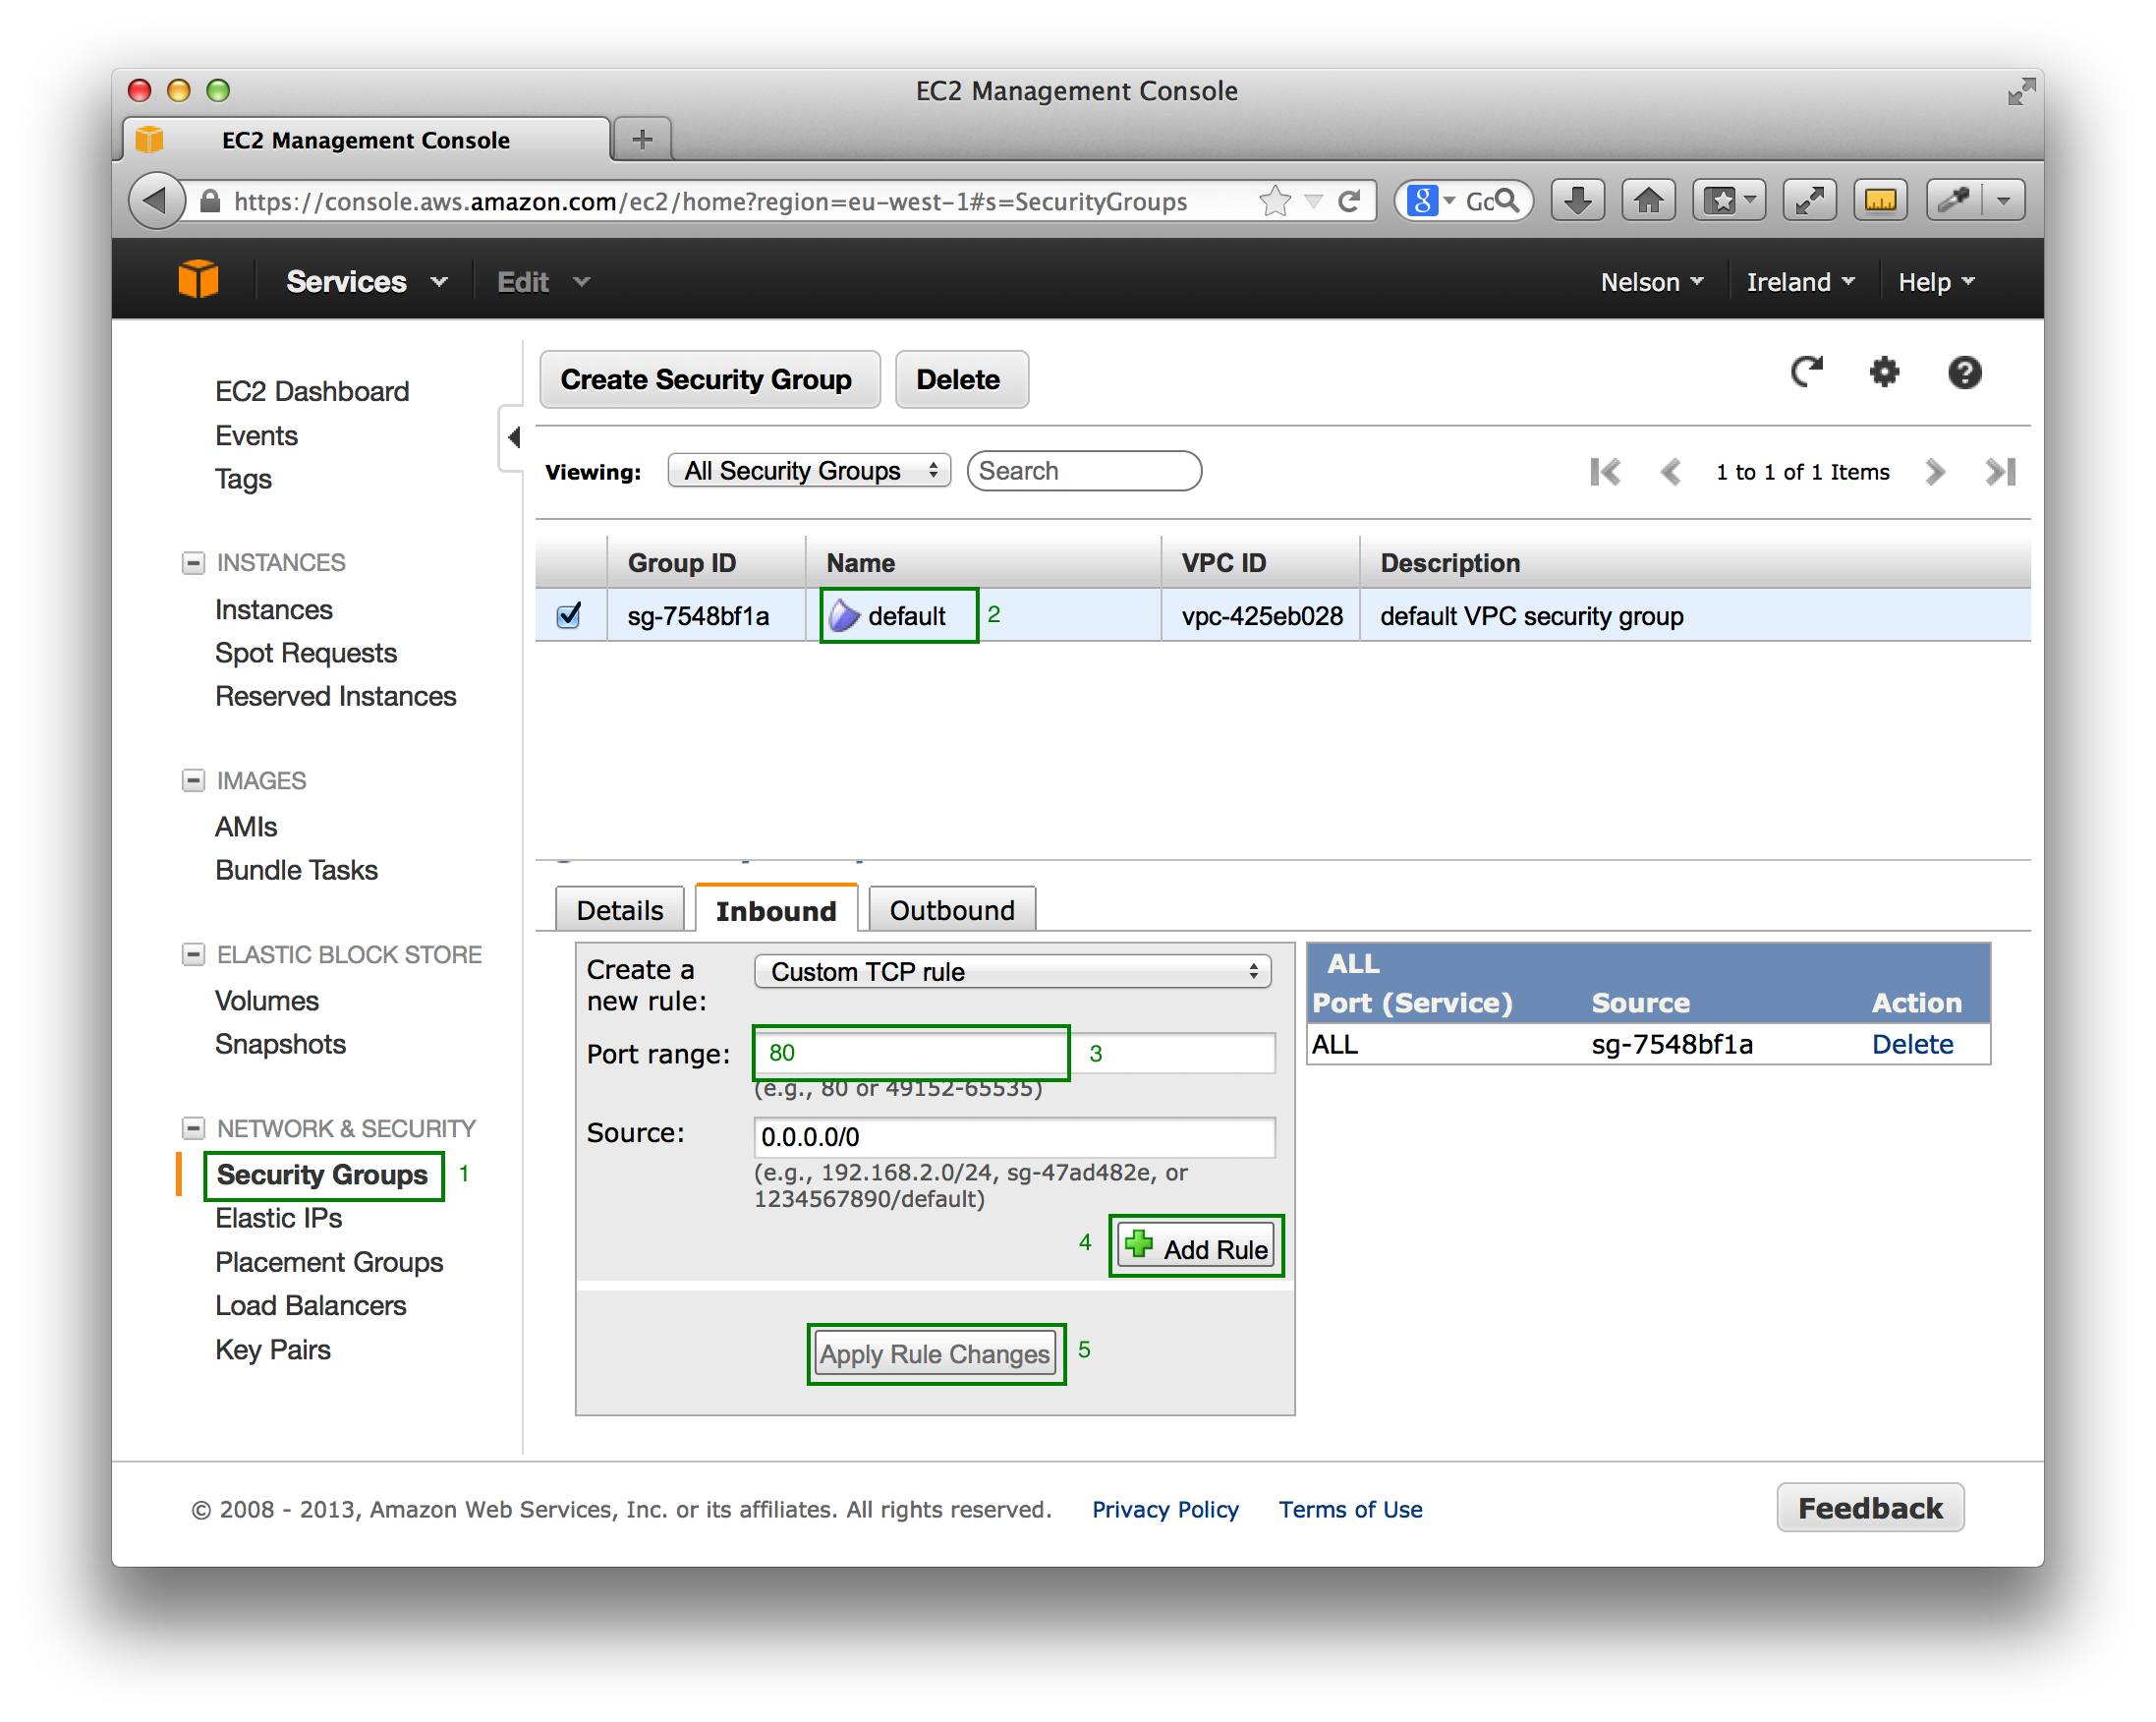 EC2 Management Console
EC2 Management Console
https://console.aws.amazon.com/ec2/home?region=eu-west-1#s=SecurityGroups
g Go
Services Edit Nelson Ireland Help
EC2 Dashboard
Events
Tags
INSTANCES
Instances
Spot Requests
Reserved Instances
IMAGES
AMIs
Bundle Tasks
ELASTIC BLOCK STORE
Volumes
Snapshots
NETWORK & SECURITY
Security Groups 1
Elastic IPs
Placement Groups
Load Balancers
Key Pairs
Create Security Group Delete
Viewing: All Security Groups Search 1 to 1 of 1 Items
Group ID Name VPC ID Description
sg-7548bf1a default 2 vpc-425eb028 default VPC security group
Details Inbound Outbound
Create a new rule: Custom TCP rule
Port range: 80 3
(e.g., 80 or 49152-65535)
Source: 0.0.0.0/0
(e.g., 192.168.2.0/24, sg-47ad482e, or
1234567890/default)
4 Add Rule
Apply Rule Changes 5
ALL
Port (Service) Source Action
ALL sg-7548bf1a Delete
© 2008 - 2013, Amazon Web Services, Inc. or its affiliates. All rights reserved. Privacy Policy Terms of Use Feedback